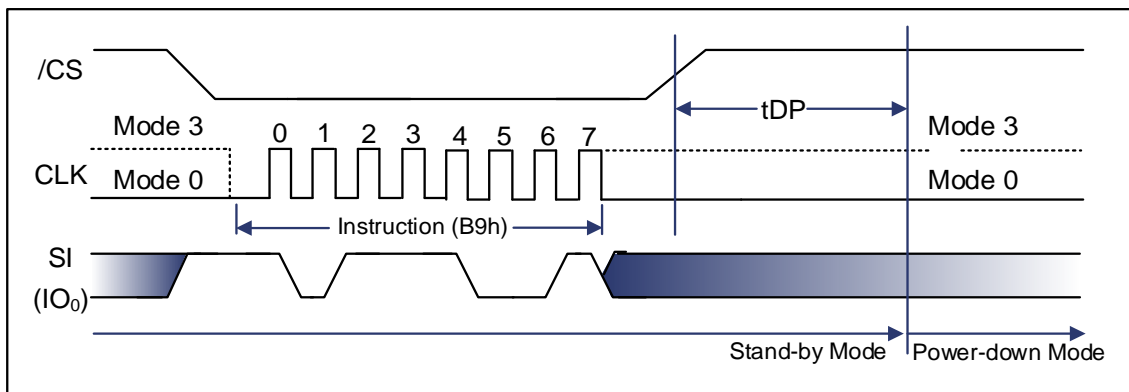 /CS
tDP
Mode 3 0 1 2 3 4 5 6 7 Mode 3
CLK
Mode 0 Mode 0
Instruction (B9h)
SI
(IO₀)
Stand-by Mode Power-down Mode